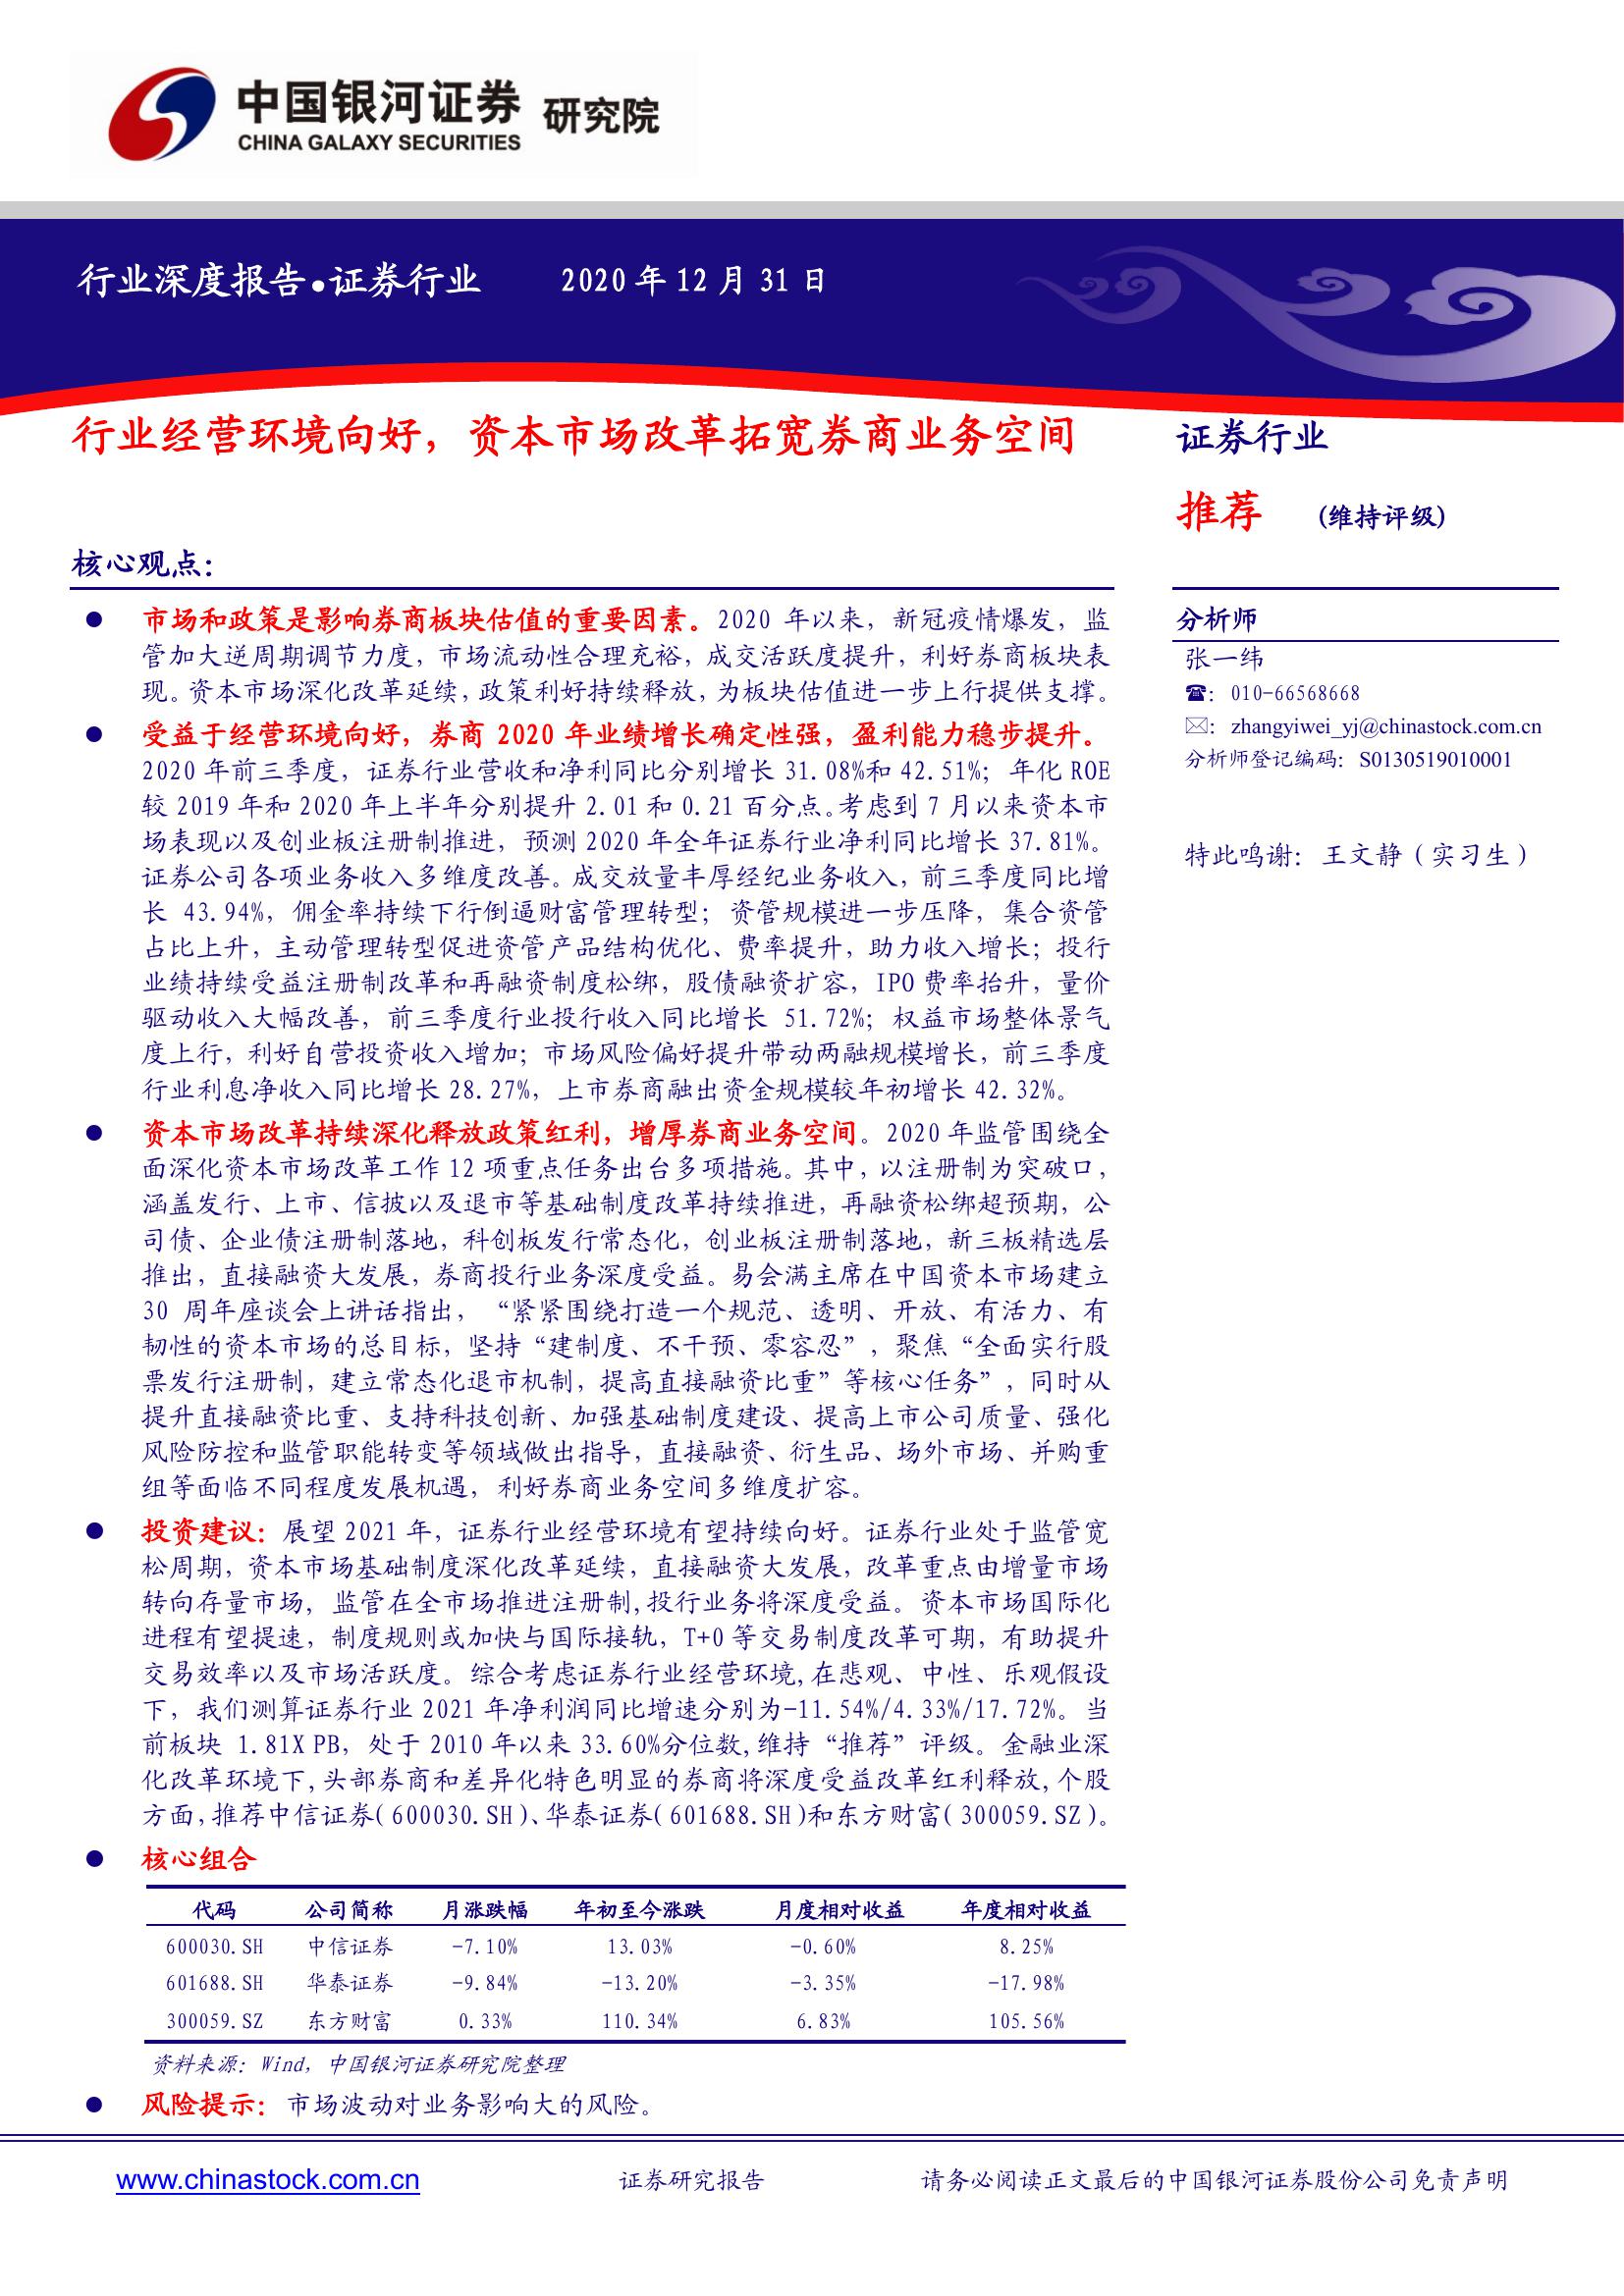 中国银河证券 研究院
CHINA GALAXY SECURITIES
行业深度报告●证券行业 2020 年 12 月 31 日
行业经营环境向好，资本市场改革拓宽券商业务空间
核心观点：
● 市场和政策是影响券商板块估值的重要因素。2020 年以来，新冠疫情爆发，监
管加大逆周期调节力度，市场流动性合理充裕，成交活跃度提升，利好券商板块表
现。资本市场深化改革延续，政策利好持续释放，为板块估值进一步上行提供支撑。
● 受益于经营环境向好，券商 2020 年业绩增长确定性强，盈利能力稳步提升。
2020 年前三季度，证券行业营收和净利同比分别增长 31.08%和 42.51%；年化 ROE
较 2019 年和 2020 年上半年分别提升 2.01 和 0.21 百分点。考虑到 7 月以来资本市
场表现以及创业板注册制推进，预测 2020 年全年证券行业净利同比增长 37.81%。
证券公司各项业务收入多维度改善。成交放量丰厚经纪业务收入，前三季度同比增
长 43.94%，佣金率持续下行倒逼财富管理转型；资管规模进一步压降，集合资管
占比上升，主动管理转型促进资管产品结构优化、费率提升，助力收入增长；投行
业绩持续受益注册制改革和再融资制度松绑，股债融资扩容，IPO 费率抬升，量价
驱动收入大幅改善，前三季度行业投行收入同比增长 51.72%；权益市场整体景气
度上行，利好自营投资收入增加；市场风险偏好提升带动两融规模增长，前三季度
行业利息净收入同比增长 28.27%，上市券商融出资金规模较年初增长 42.32%。
● 资本市场改革持续深化释放政策红利，增厚券商业务空间。2020 年监管围绕全
面深化资本市场改革工作 12 项重点任务出台多项措施。其中，以注册制为突破口，
涵盖发行、上市、信披以及退市等基础制度改革持续推进，再融资松绑超预期，公
司债、企业债注册制落地，科创板发行常态化，创业板注册制落地，新三板精选层
推出，直接融资大发展，券商投行业务深度受益。易会满主席在中国资本市场建立
30 周年座谈会上讲话指出，“紧紧围绕打造一个规范、透明、开放、有活力、有
韧性的资本市场的总目标，坚持“建制度、不干预、零容忍”，聚焦“全面实行股
票发行注册制，建立常态化退市机制，提高直接融资比重”等核心任务”，同时从
提升直接融资比重、支持科技创新、加强基础制度建设、提高上市公司质量、强化
风险防控和监管职能转变等领域做出指导，直接融资、衍生品、场外市场、并购重
组等面临不同程度发展机遇，利好券商业务空间多维度扩容。
● 投资建议：展望 2021 年，证券行业经营环境有望持续向好。证券行业处于监管宽
松周期，资本市场基础制度深化改革延续，直接融资大发展，改革重点由增量市场
转向存量市场，监管在全市场推进注册制,投行业务将深度受益。资本市场国际化
进程有望提速，制度规则或加快与国际接轨，T+0 等交易制度改革可期，有助提升
交易效率以及市场活跃度。综合考虑证券行业经营环境,在悲观、中性、乐观假设
下，我们测算证券行业 2021 年净利润同比增速分别为-11.54%/4.33%/17.72%。当
前板块 1.81X PB，处于 2010 年以来 33.60%分位数,维持“推荐”评级。金融业深
化改革环境下,头部券商和差异化特色明显的券商将深度受益改革红利释放,个股
方面,推荐中信证券(600030.SH)、华泰证券(601688.SH)和东方财富(300059.SZ)。
● 核心组合
代码 公司简称 月涨跌幅 年初至今涨跌 月度相对收益 年度相对收益
600030.SH 中信证券 -7.10% 13.03% -0.60% 8.25%
601688.SH 华泰证券 -9.84% -13.20% -3.35% -17.98%
300059.SZ 东方财富 0.33% 110.34% 6.83% 105.56%
资料来源：Wind，中国银河证券研究院整理
● 风险提示：市场波动对业务影响大的风险。
证券行业
推荐 (维持评级)
分析师
张一纬
☎：010-66568668
✉：zhangyiwei_yj@chinastock.com.cn
分析师登记编码：S0130519010001
特此鸣谢：王文静（实习生）
www.chinastock.com.cn 证券研究报告 请务必阅读正文最后的中国银河证券股份公司免责声明